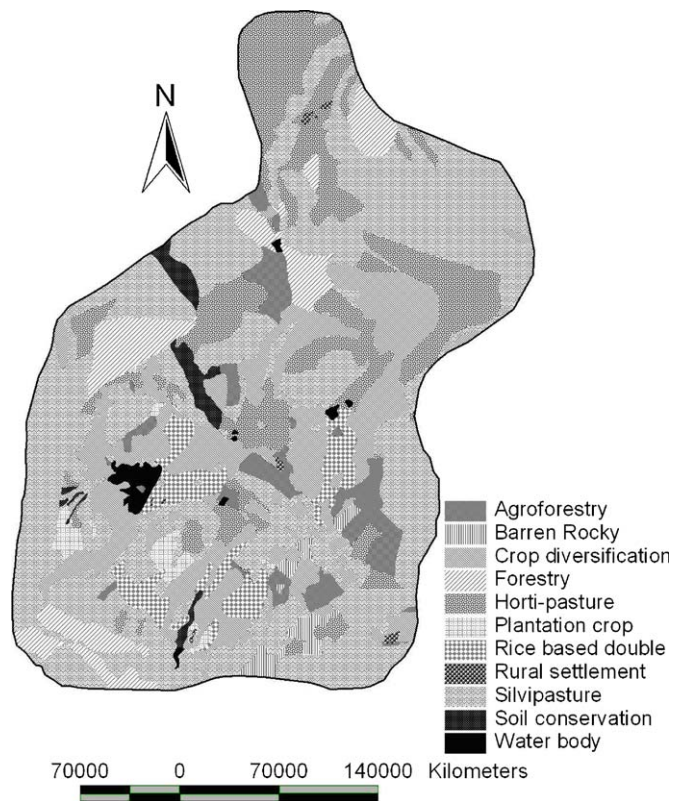 N
Agroforestry
Barren Rocky
Crop diversification
Forestry
Horti-pasture
Plantation crop
Rice based double
Rural settlement
Silvipasture
Soil conservation
Water body
70000 0 70000 140000 Kilometers